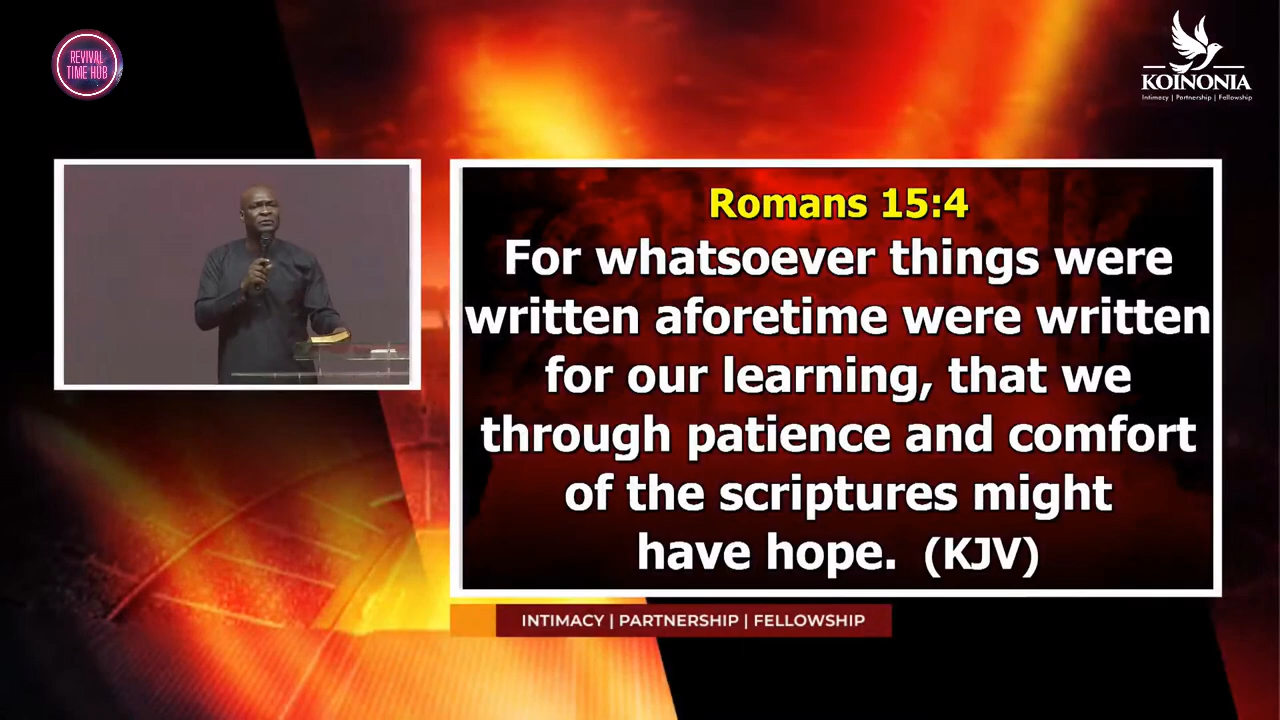 REVIVAL
TIME HUB
KOINONIA
Intimacy | Partnership | Fellowship
Romans 15:4
For whatsoever things were
written aforetime were written
for our learning, that we
through patience and comfort
of the scriptures might
have hope. (KJV)
INTIMACY | PARTNERSHIP | FELLOWSHIP